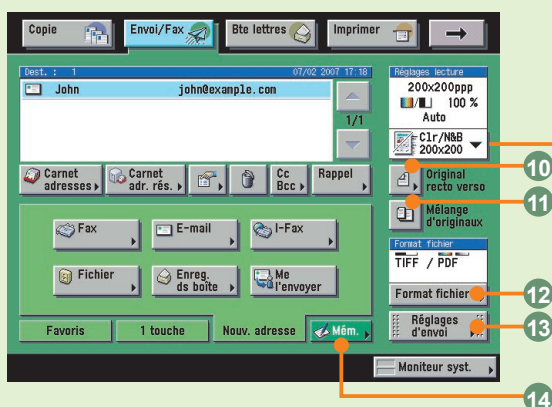 Copie
Envoi/Fax
Bte lettres
Imprimer
Dest. : 1
07/02 2007 17:18
John
john@example.com
1/1
Carnet
adresses
Carnet
adr. rés.
Cc
Bcc
Rappel
Fax
E-mail
I-Fax
Fichier
Enreg.
ds boîte
Me
l'envoyer
Favoris
1 touche
Nouv. adresse
Mém.
Réglages lecture
200x200ppp
100 %
Auto
Clr/N&B
200x200
10
Original
recto verso
11
Mélange
d'originaux
Format fichier
TIFF / PDF
Format fichier
12
Réglages
d'envoi
13
Moniteur syst.
14